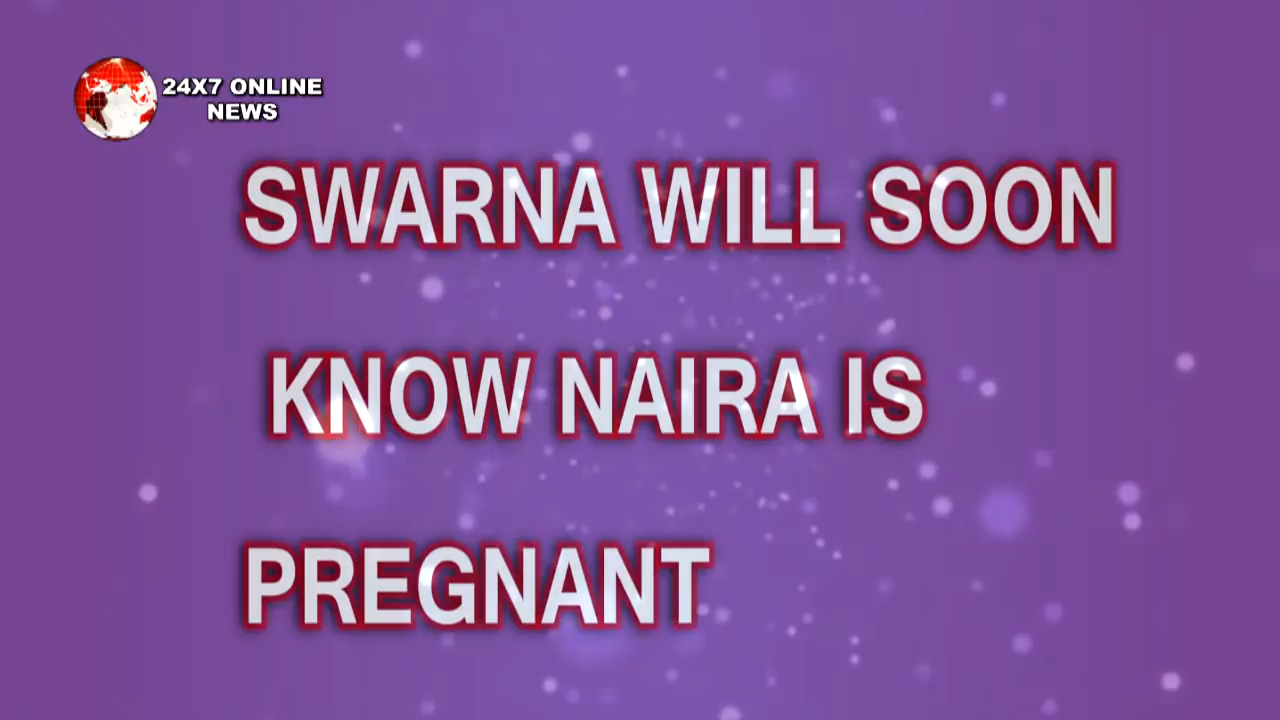 24X7 ONLINE
NEWS
SWARNA WILL SOON
KNOW NAIRA IS
PREGNANT